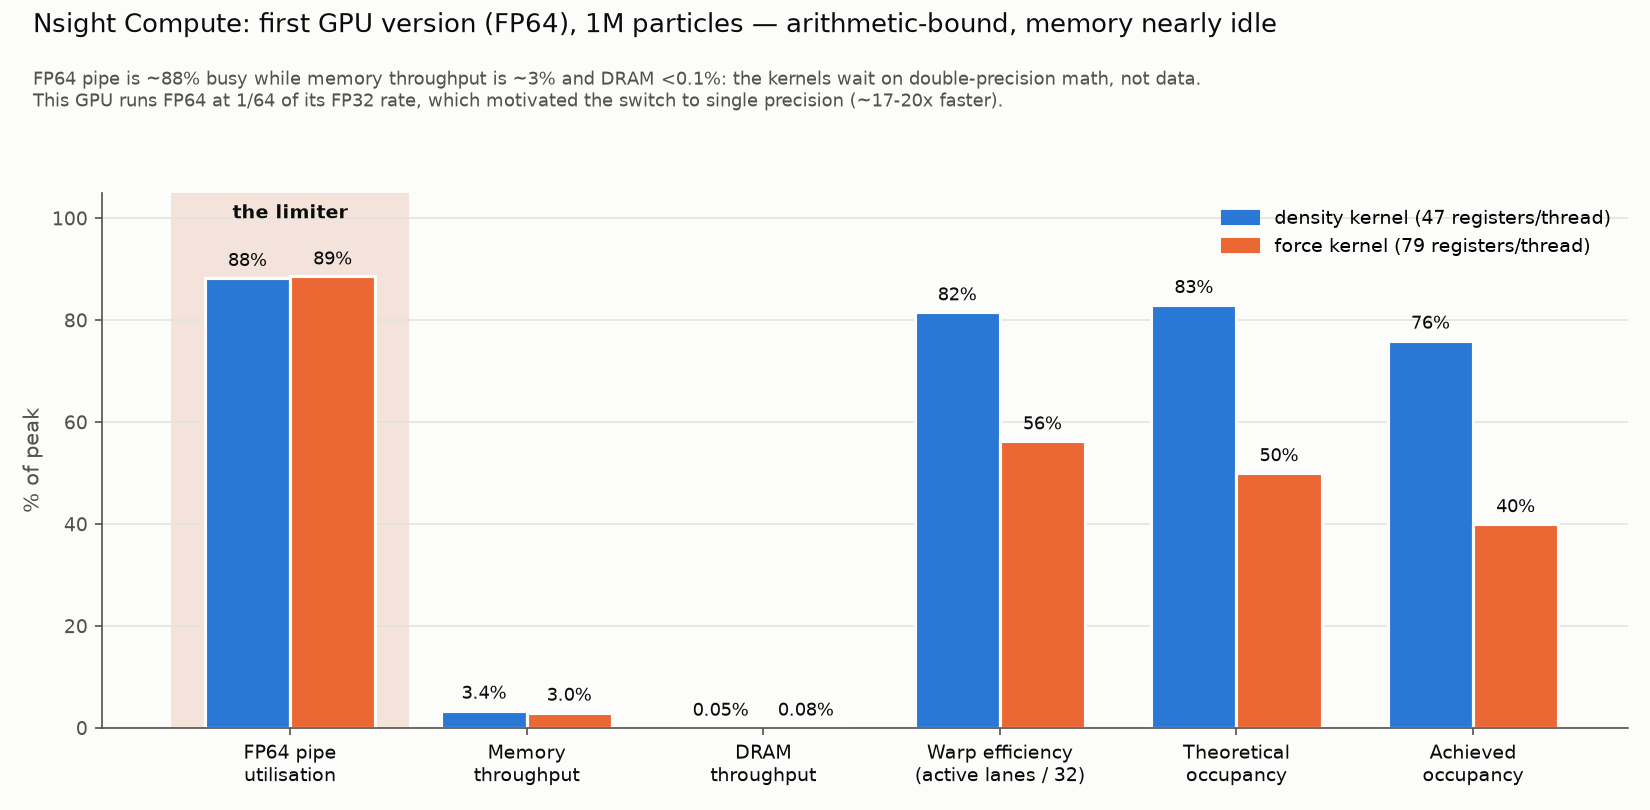 Nsight Compute: first GPU version (FP64), 1M particles — arithmetic-bound, memory nearly idle
FP64 pipe is ~88% busy while memory throughput is ~3% and DRAM <0.1%: the kernels wait on double-precision math, not data.
This GPU runs FP64 at 1/64 of its FP32 rate, which motivated the switch to single precision (~17-20x faster).
the limiter
density kernel (47 registers/thread)
force kernel (79 registers/thread)
% of peak
100
80
60
40
20
0
88%
89%
3.4%
3.0%
0.05%
0.08%
82%
56%
83%
50%
76%
40%
FP64 pipe
utilisation
Memory
throughput
DRAM
throughput
Warp efficiency
(active lanes / 32)
Theoretical
occupancy
Achieved
occupancy